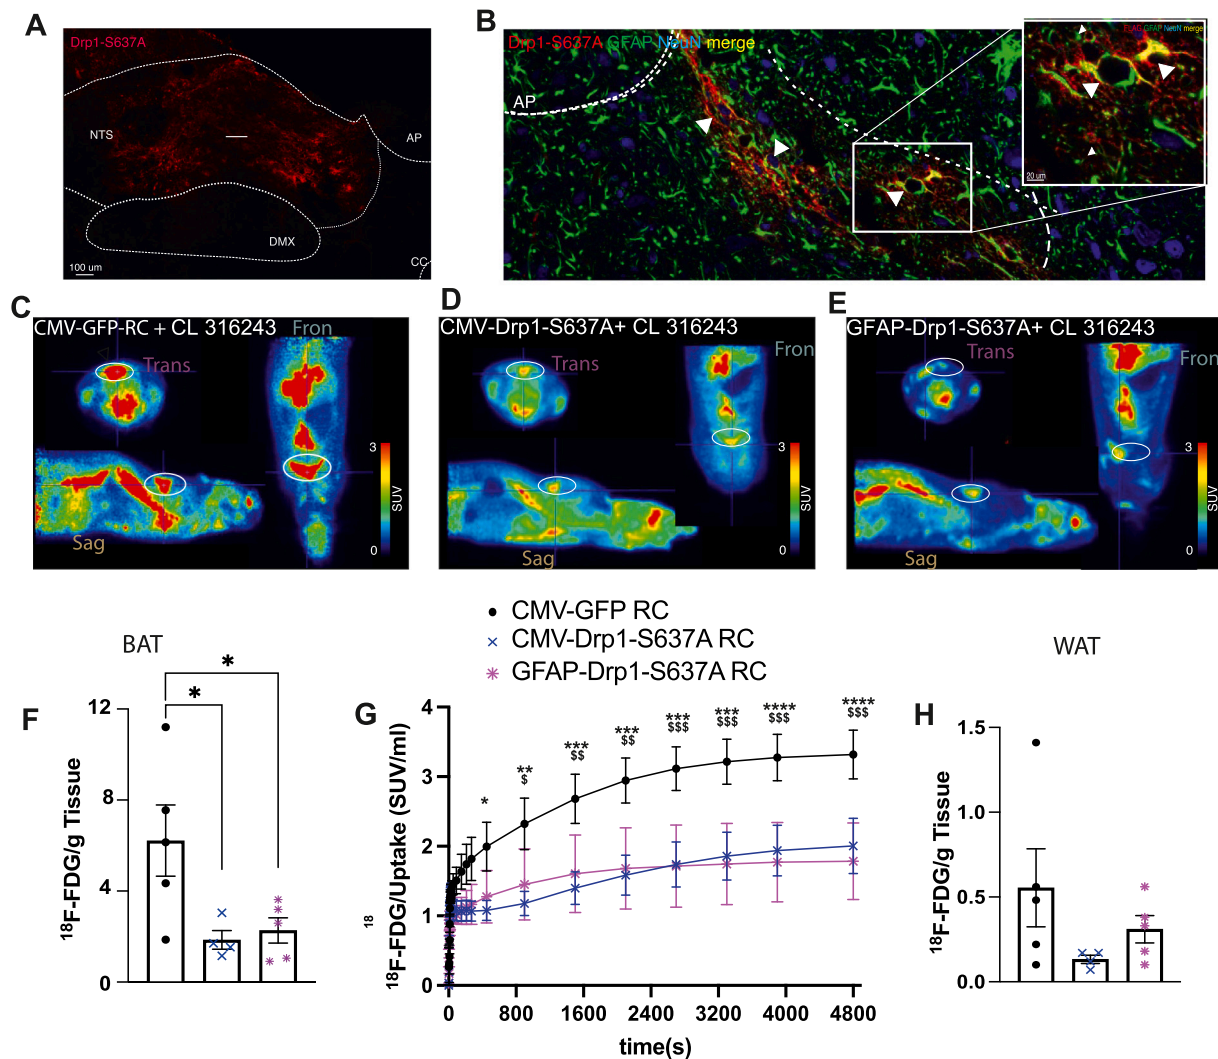 A
Drp1-S637A
NTS
AP
DMX
CC
100 um
B
Drp1-S637A GFAP NeuN merge
AP
FLAG GFAP NeuN merge
20 um
C
CMV-GFP-RC + CL 316243
Fron
Trans
Sag
3
SUV
0
D
CMV-Drp1-S637A+ CL 316243
Fron
Trans
Sag
3
SUV
0
E
GFAP-Drp1-S637A+ CL 316243
Trans
Fron
Sag
3
SUV
0
CMV-GFP RC
CMV-Drp1-S637A RC
GFAP-Drp1-S637A RC
F
BAT
* *
12
8
4
0
18F-FDG/g Tissue
G
4
3
2
1
0
18
18F-FDG/Uptake (SUV/ml)
* ** *** *** *** *** **** ****
$ $$ $$ $$$ $$$ $$$ $$$
0 800 1600 2400 3200 4000 4800
time(s)
H
WAT
1.5
1.0
0.5
0.0
18F-FDG/g Tissue